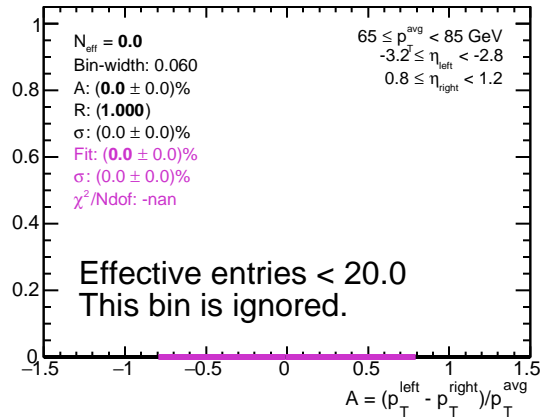 N_eff = 0.0
Bin-width: 0.060
A: (0.0 ± 0.0)%
R: (1.000)
σ: (0.0 ± 0.0)%
Fit: (0.0 ± 0.0)%
σ: (0.0 ± 0.0)%
χ²/Ndof: -nan
65 ≤ p_T^avg < 85 GeV
-3.2 ≤ η_left < -2.8
0.8 ≤ η_right < 1.2
Effective entries < 20.0
This bin is ignored.
1
0.8
0.6
0.4
0.2
0
−1.5 −1 −0.5 0 0.5 1 1.5
A = (p_T^left - p_T^right)/p_T^avg